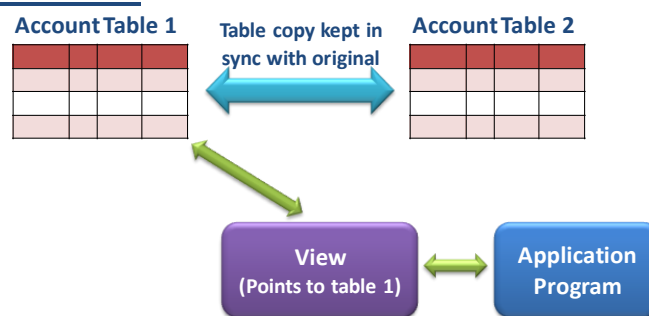 Account Table 1
Table copy kept in
sync with original
Account Table 2
View
(Points to table 1)
Application
Program